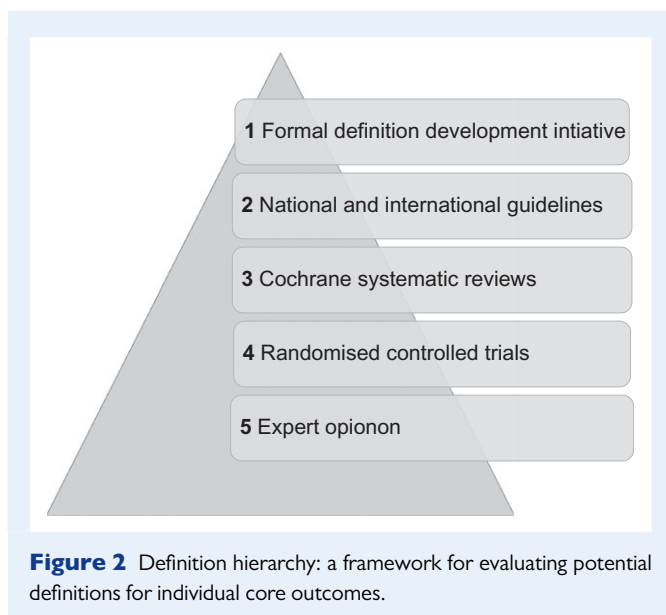 1 Formal definition development intiative
2 National and international guidelines
3 Cochrane systematic reviews
4 Randomised controlled trials
5 Expert opionon
Figure 2 Definition hierarchy: a framework for evaluating potential
definitions for individual core outcomes.